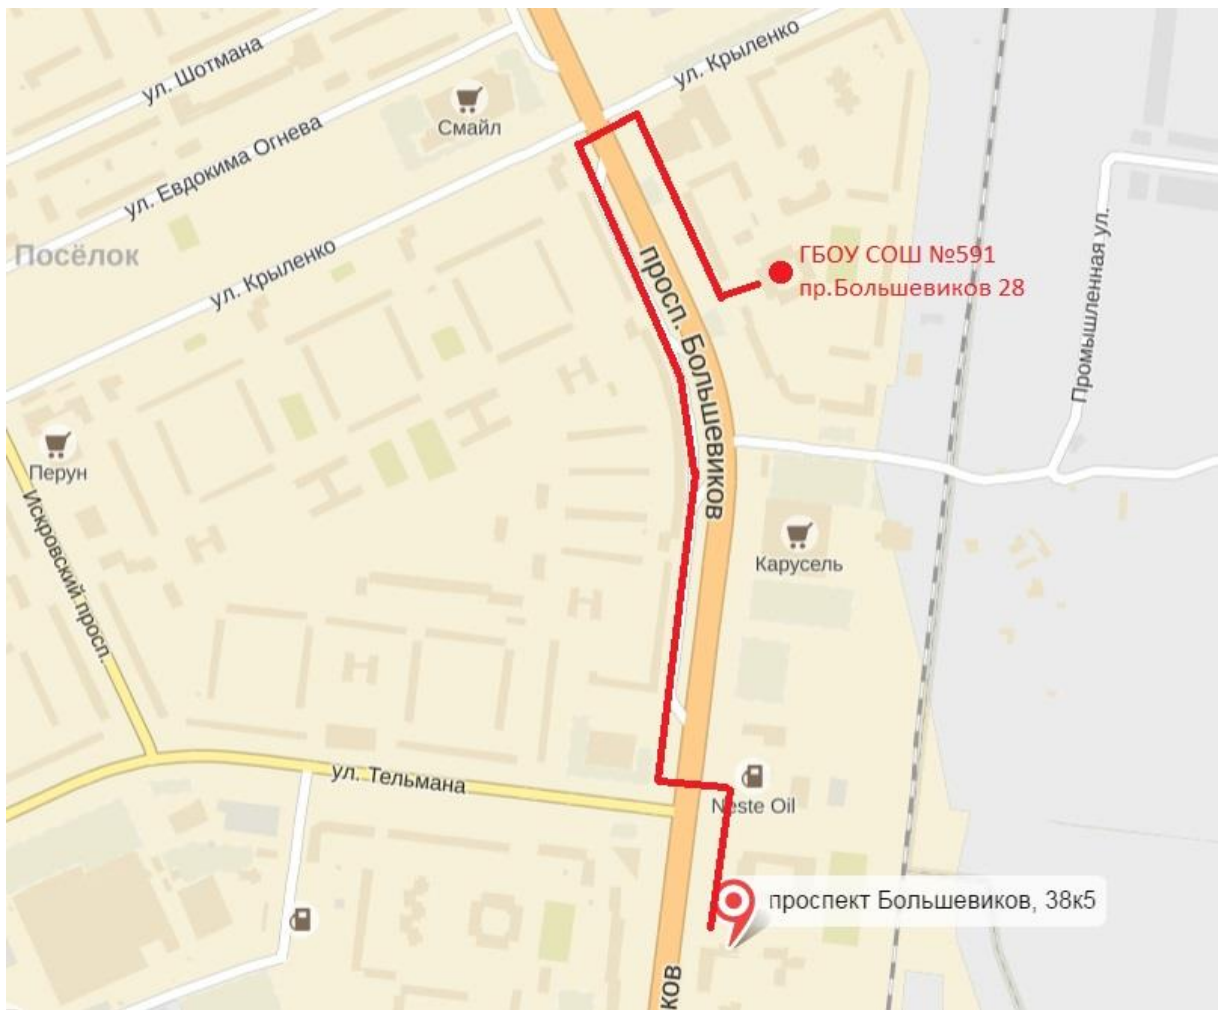 ул. Шотмана
ул. Крыленко
Смайл
ул. Евдокима Огнева
Посёлок
ул. Крыленко
ГБОУ СОШ №591
пр.Большевиков 28
просп. Большевиков
Промышленная ул.
Перун
Искровский просп.
Карусель
ул. Тельмана
Neste Oil
проспект Большевиков, 38к5
ков